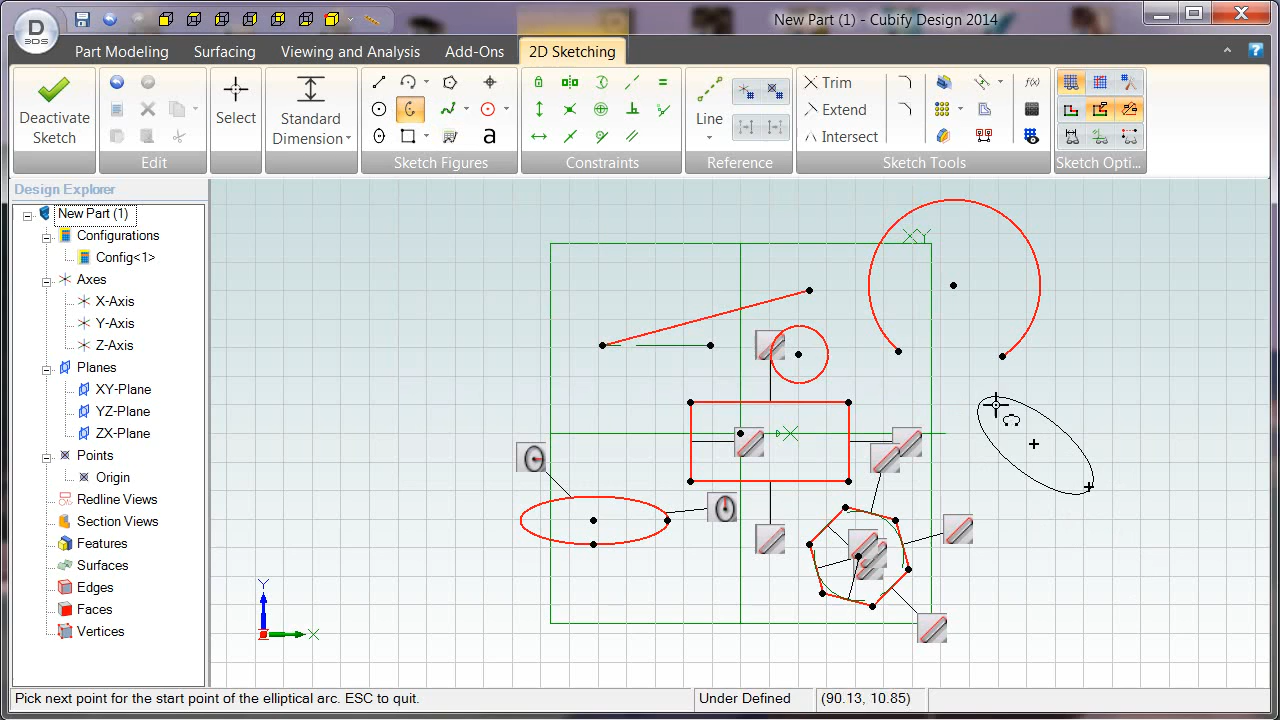 New Part (1) - Cubify Design 2014
D
3DS
Part Modeling Surfacing Viewing and Analysis Add-Ons 2D Sketching
Deactivate Sketch
Edit
Select
Standard Dimension
a
Sketch Figures
Constraints
Line
Reference
Trim
Extend
Intersect
f(x)
Sketch Tools
Sketch Opti...
Design Explorer
New Part (1)
Configurations
Config<1>
Axes
X-Axis
Y-Axis
Z-Axis
Planes
XY-Plane
YZ-Plane
ZX-Plane
Points
Origin
Redline Views
Section Views
Features
Surfaces
Edges
Faces
Vertices
XY
X
Y
X
Pick next point for the start point of the elliptical arc. ESC to quit. Under Defined (90.13, 10.85)